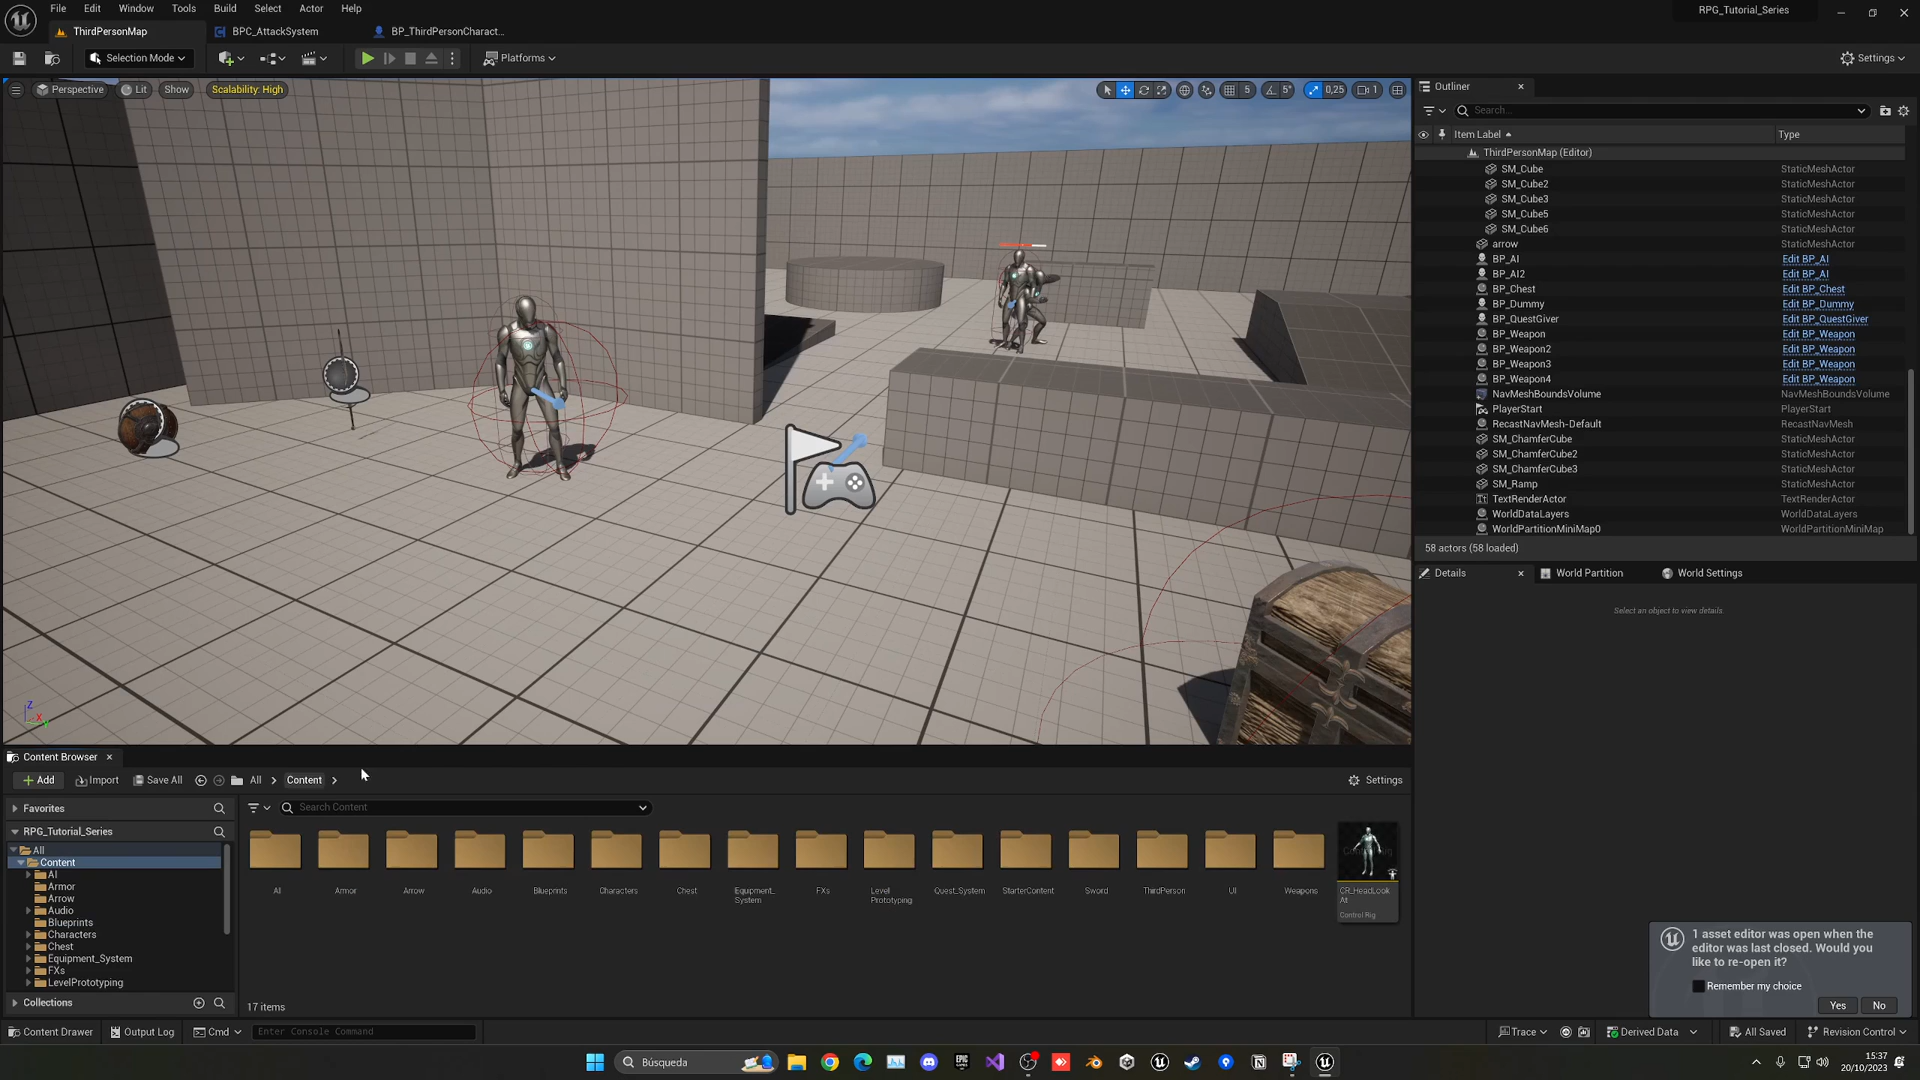 File Edit Window Tools Build Select Actor Help
RPG_Tutorial_Series
ThirdPersonMap
BPC_AttackSystem
BP_ThirdPersonCharact...
Selection Mode
Platforms
Settings
Perspective Lit Show Scalability: High
5 5° 0,25 1
Outliner
Search...
Item Label Type
ThirdPersonMap (Editor)
SM_Cube StaticMeshActor
SM_Cube2 StaticMeshActor
SM_Cube3 StaticMeshActor
SM_Cube5 StaticMeshActor
SM_Cube6 StaticMeshActor
arrow StaticMeshActor
BP_AI Edit BP_AI
BP_AI2 Edit BP_AI
BP_Chest Edit BP_Chest
BP_Dummy Edit BP_Dummy
BP_QuestGiver Edit BP_QuestGiver
BP_Weapon Edit BP_Weapon
BP_Weapon2 Edit BP_Weapon
BP_Weapon3 Edit BP_Weapon
BP_Weapon4 Edit BP_Weapon
NavMeshBoundsVolume NavMeshBoundsVolume
PlayerStart PlayerStart
RecastNavMesh-Default RecastNavMesh
SM_ChamferCube StaticMeshActor
SM_ChamferCube2 StaticMeshActor
SM_ChamferCube3 StaticMeshActor
SM_Ramp StaticMeshActor
TextRenderActor TextRenderActor
WorldDataLayers WorldDataLayers
WorldPartitionMiniMap0 WorldPartitionMiniMap
58 actors (58 loaded)
Details World Partition World Settings
Select an object to view details.
Z
X
Content Browser
Add Import Save All All Content Settings
Favorites
Search Content
RPG_Tutorial_Series
All
Content
AI
Armor
Arrow
Audio
Blueprints
Characters
Chest
Equipment_System
FXs
LevelPrototyping
Collections
AI
Armor
Arrow
Audio
Blueprints
Characters
Chest
Equipment_
System
FXs
Level
Prototyping
Quest_System
StarterContent
Sword
ThirdPerson
UI
Weapons
CR_HeadLook
At
Control Rig
17 items
1 asset editor was open when the
editor was last closed. Would you
like to re-open it?
Remember my choice
Yes No
Content Drawer Output Log Cmd Enter Console Command
Trace Derived Data All Saved Revision Control
Búsqueda
EPIC
15:37
20/10/2023